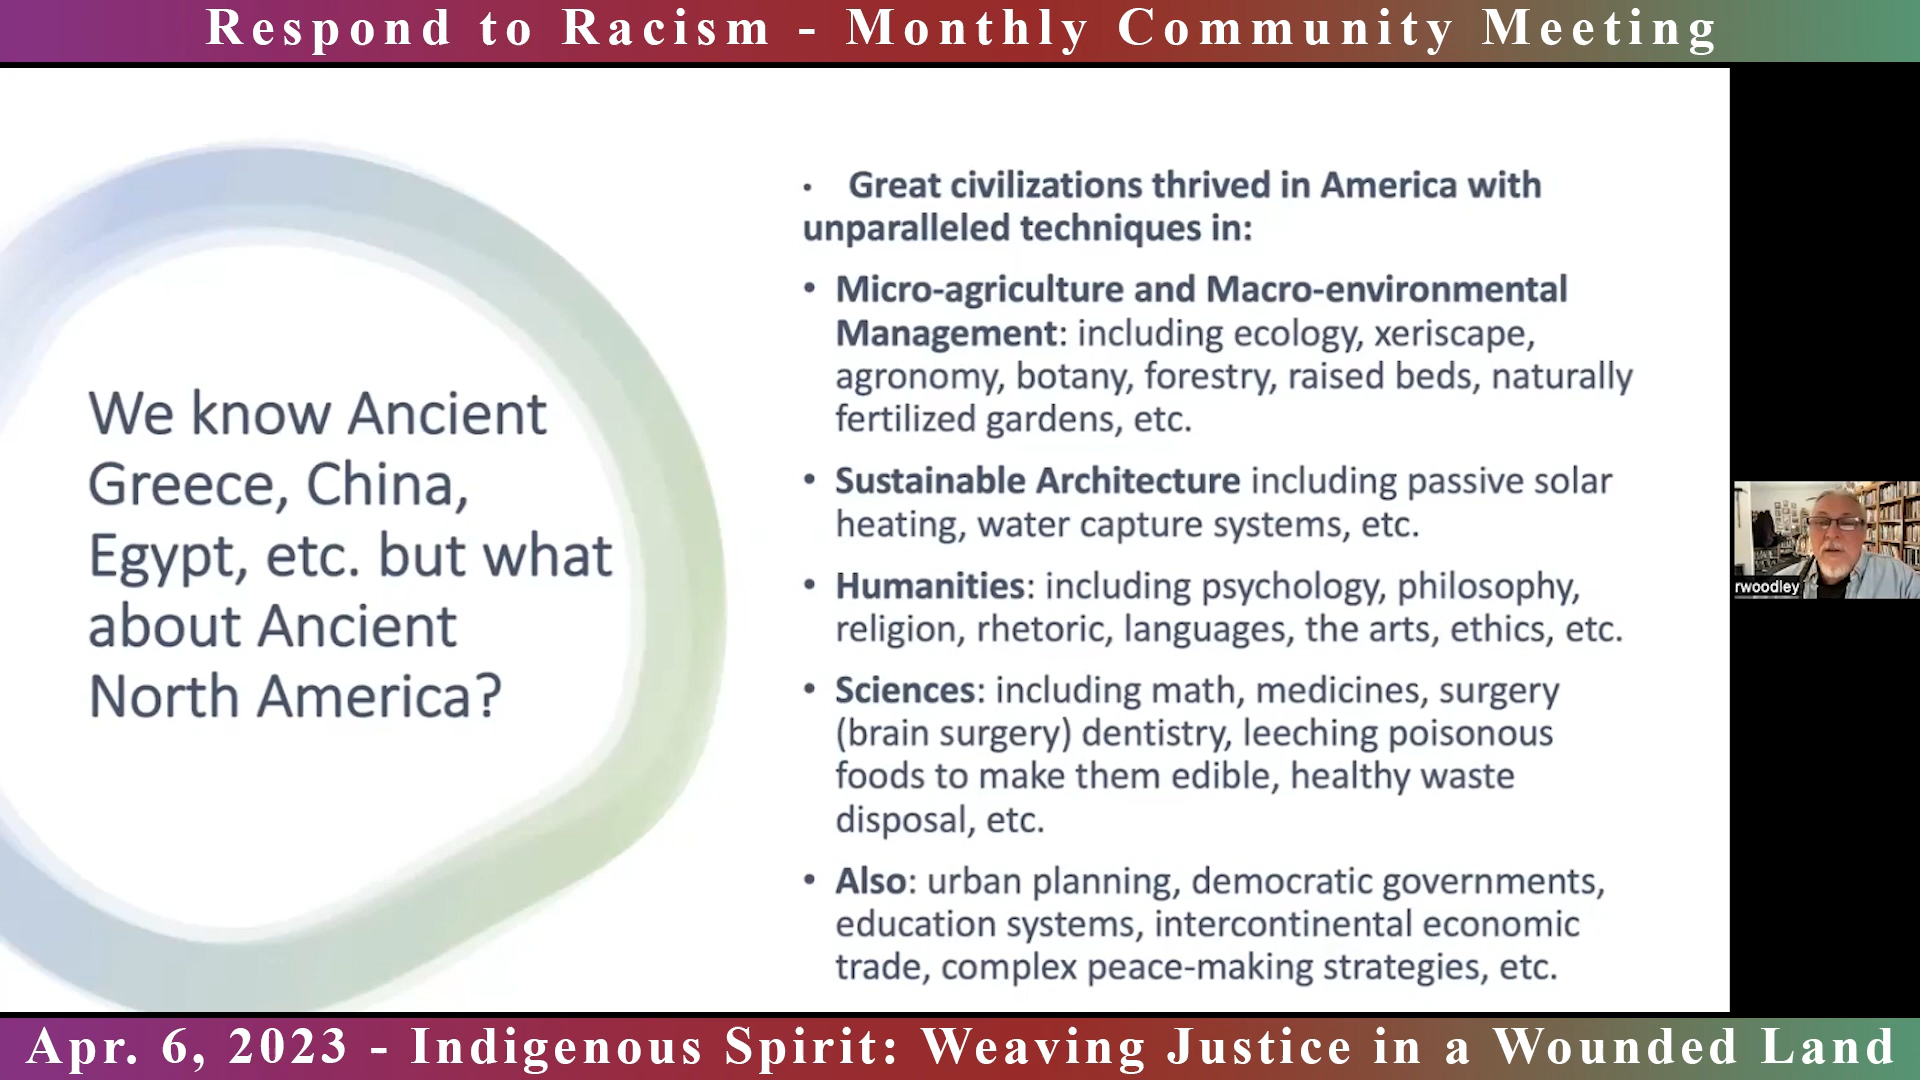 Respond to Racism - Monthly Community Meeting
We know Ancient
Greece, China,
Egypt, etc. but what
about Ancient
North America?
• Great civilizations thrived in America with
unparalleled techniques in:
• Micro-agriculture and Macro-environmental
Management: including ecology, xeriscape,
agronomy, botany, forestry, raised beds, naturally
fertilized gardens, etc.
• Sustainable Architecture including passive solar
heating, water capture systems, etc.
• Humanities: including psychology, philosophy,
religion, rhetoric, languages, the arts, ethics, etc.
• Sciences: including math, medicines, surgery
(brain surgery) dentistry, leeching poisonous
foods to make them edible, healthy waste
disposal, etc.
• Also: urban planning, democratic governments,
education systems, intercontinental economic
trade, complex peace-making strategies, etc.
rwoodley
Apr. 6, 2023 - Indigenous Spirit: Weaving Justice in a Wounded Land